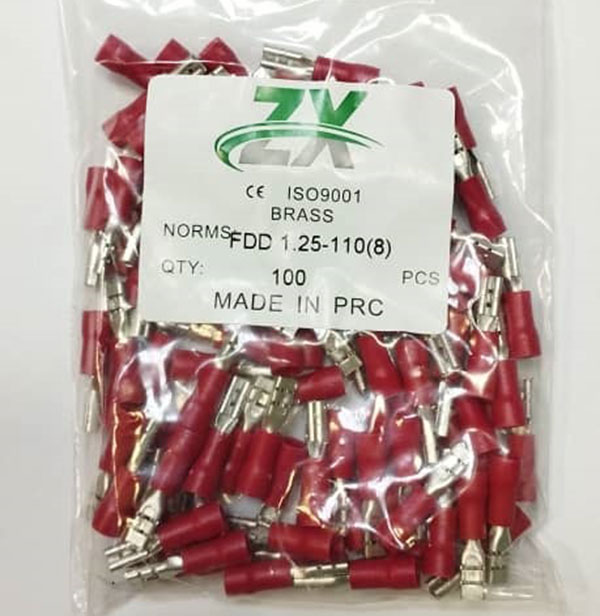 ZX
CE ISO9001
BRASS
NORMS: FDD 1.25-110(8)
QTY: 100 PCS
MADE IN PRC